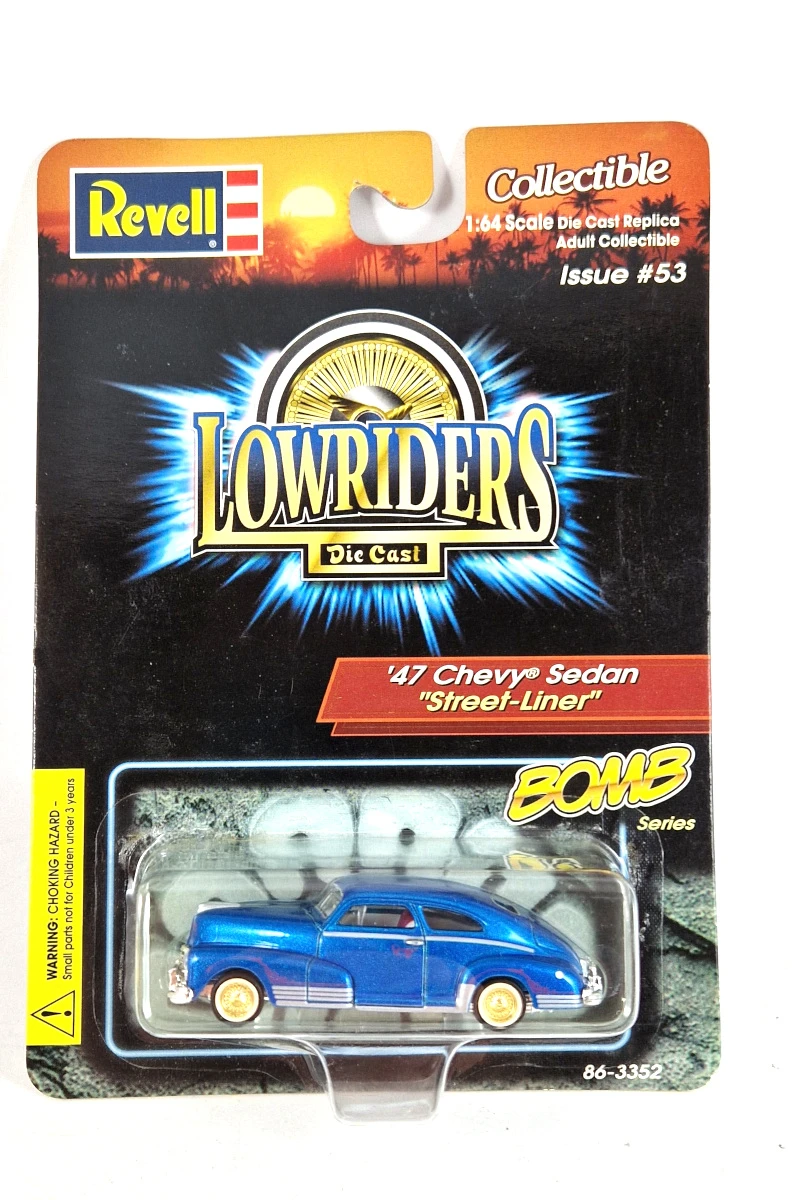 Revell®
Collectible
1:64 Scale Die Cast Replica
Adult Collectible
Issue #53
LOWRIDERS
Die Cast
'47 Chevy® Sedan
"Street-Liner"
BOMB
Series
WARNING: CHOKING HAZARD -
Small parts not for Children under 3 years
86-3352